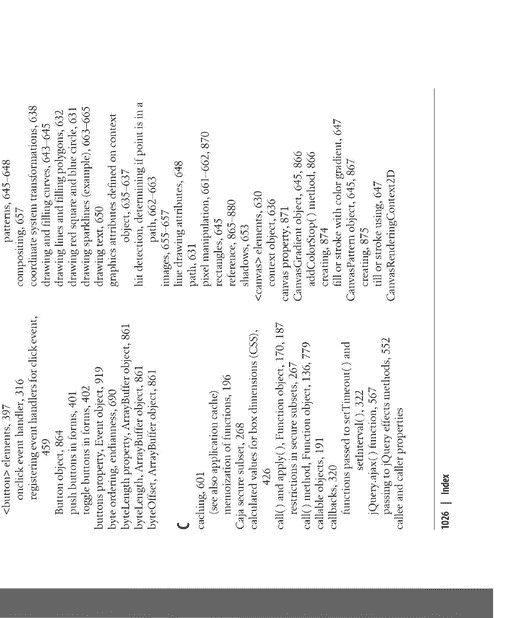 <button> elements, 397
onclick event handler, 316
registering event handlers for click event,
459
Button object, 864
push buttons in forms, 401
toggle buttons in forms, 402
buttons property, Event object, 919
byte ordering, endianness, 690
byteLength property, ArrayBuffer object, 861
byteLength, ArrayBuffer object, 861
byteOffset, ArrayBuffer object, 861
C
caching, 601
(see also application cache)
memoization of functions, 196
Caja secure subset, 268
calculated values for box dimensions (CSS),
426
call( ) and apply( ), Function object, 170, 187
restrictions in secure subsets, 267
call( ) method, Function object, 136, 779
callable objects, 191
callbacks, 320
functions passed to setTimeout( ) and
setInterval( ), 322
jQuery.ajax( ) function, 567
passing to jQuery effects methods, 552
callee and caller properties
patterns, 645–648
compositing, 657
coordinate system transformations, 638
drawing and filling curves, 643–645
drawing lines and filling polygons, 632
drawing red square and blue circle, 631
drawing sparklines (example), 663–665
drawing text, 650
graphics attributes defined on context
object, 635–637
hit detection, determining if point is in a
path, 662–663
images, 655–657
line drawing attributes, 648
path, 631
pixel manipulation, 661–662, 870
rectangles, 645
reference, 865–880
shadows, 653
<canvas> elements, 630
context object, 636
canvas property, 871
CanvasGradient object, 645, 866
addColorStop( ) method, 866
creating, 874
fill or stroke with color gradient, 647
CanvasPattern object, 645, 867
creating, 875
fill or stroke using, 647
CanvasRenderingContext2D
1026 | Index